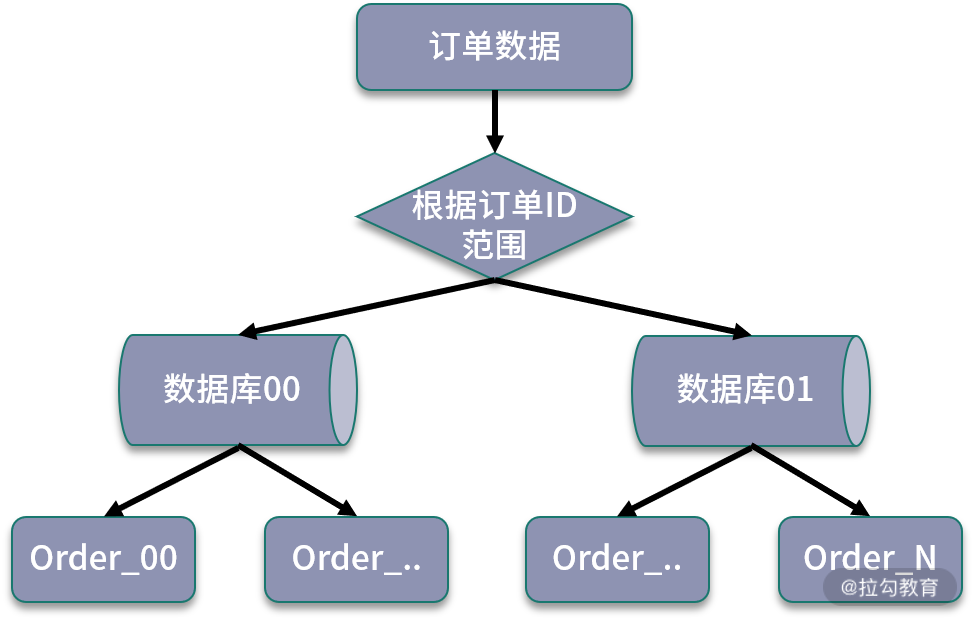 订单数据
根据订单ID
范围
数据库00
数据库01
Order_00
Order_..
Order_..
Order_N
@拉勾教育